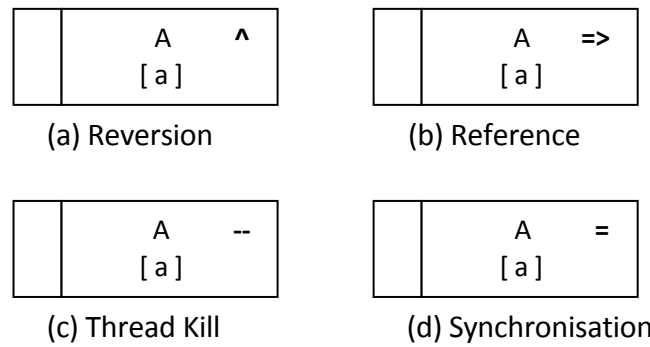 A ^
[ a ]
(a) Reversion
A =>
[ a ]
(b) Reference
A --
[ a ]
(c) Thread Kill
A =
[ a ]
(d) Synchronisation